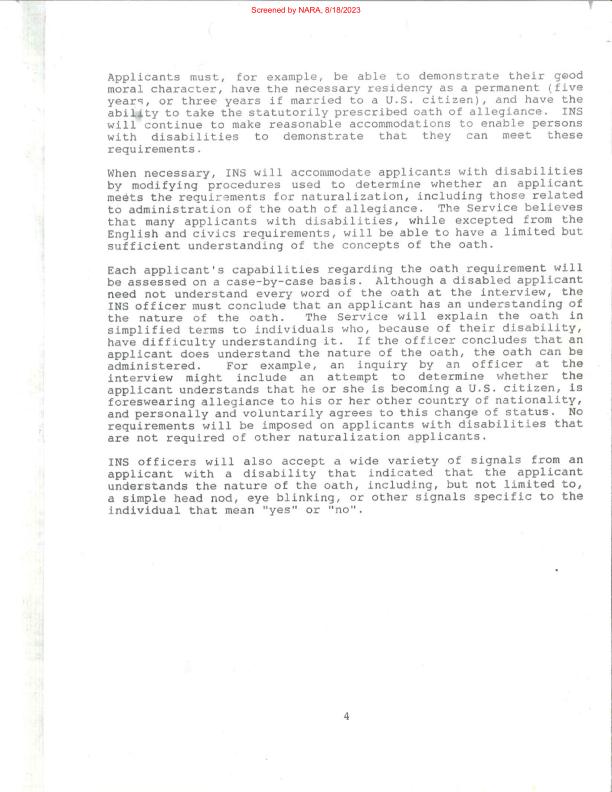 Screened by NARA, 8/18/2023
Applicants must, for example, be able to demonstrate their good
moral character, have the necessary residency as a permanent (five
years, or three years if married to a U.S. citizen), and have the
ability to take the statutorily prescribed oath of allegiance. INS
will continue to make reasonable accommodations to enable persons
with disabilities to demonstrate that they can meet these
requirements.
When necessary, INS will accommodate applicants with disabilities
by modifying procedures used to determine whether an applicant
meets the requirements for naturalization, including those related
to administration of the oath of allegiance. The Service believes
that many applicants with disabilities, while excepted from the
English and civics requirements, will be able to have a limited but
sufficient understanding of the concepts of the oath.
Each applicant's capabilities regarding the oath requirement will
be assessed on a case-by-case basis. Although a disabled applicant
need not understand every word of the oath at the interview, the
INS officer must conclude that an applicant has an understanding of
the nature of the oath. The Service will explain the oath in
simplified terms to individuals who, because of their disability,
have difficulty understanding it. If the officer concludes that an
applicant does understand the nature of the oath, the oath can be
administered. For example, an inquiry by an officer at the
interview might include an attempt to determine whether the
applicant understands that he or she is becoming a U.S. citizen, is
foreswearing allegiance to his or her other country of nationality,
and personally and voluntarily agrees to this change of status. No
requirements will be imposed on applicants with disabilities that
are not required of other naturalization applicants.
INS officers will also accept a wide variety of signals from an
applicant with a disability that indicated that the applicant
understands the nature of the oath, including, but not limited to,
a simple head nod, eye blinking, or other signals specific to the
individual that mean "yes" or "no".
4